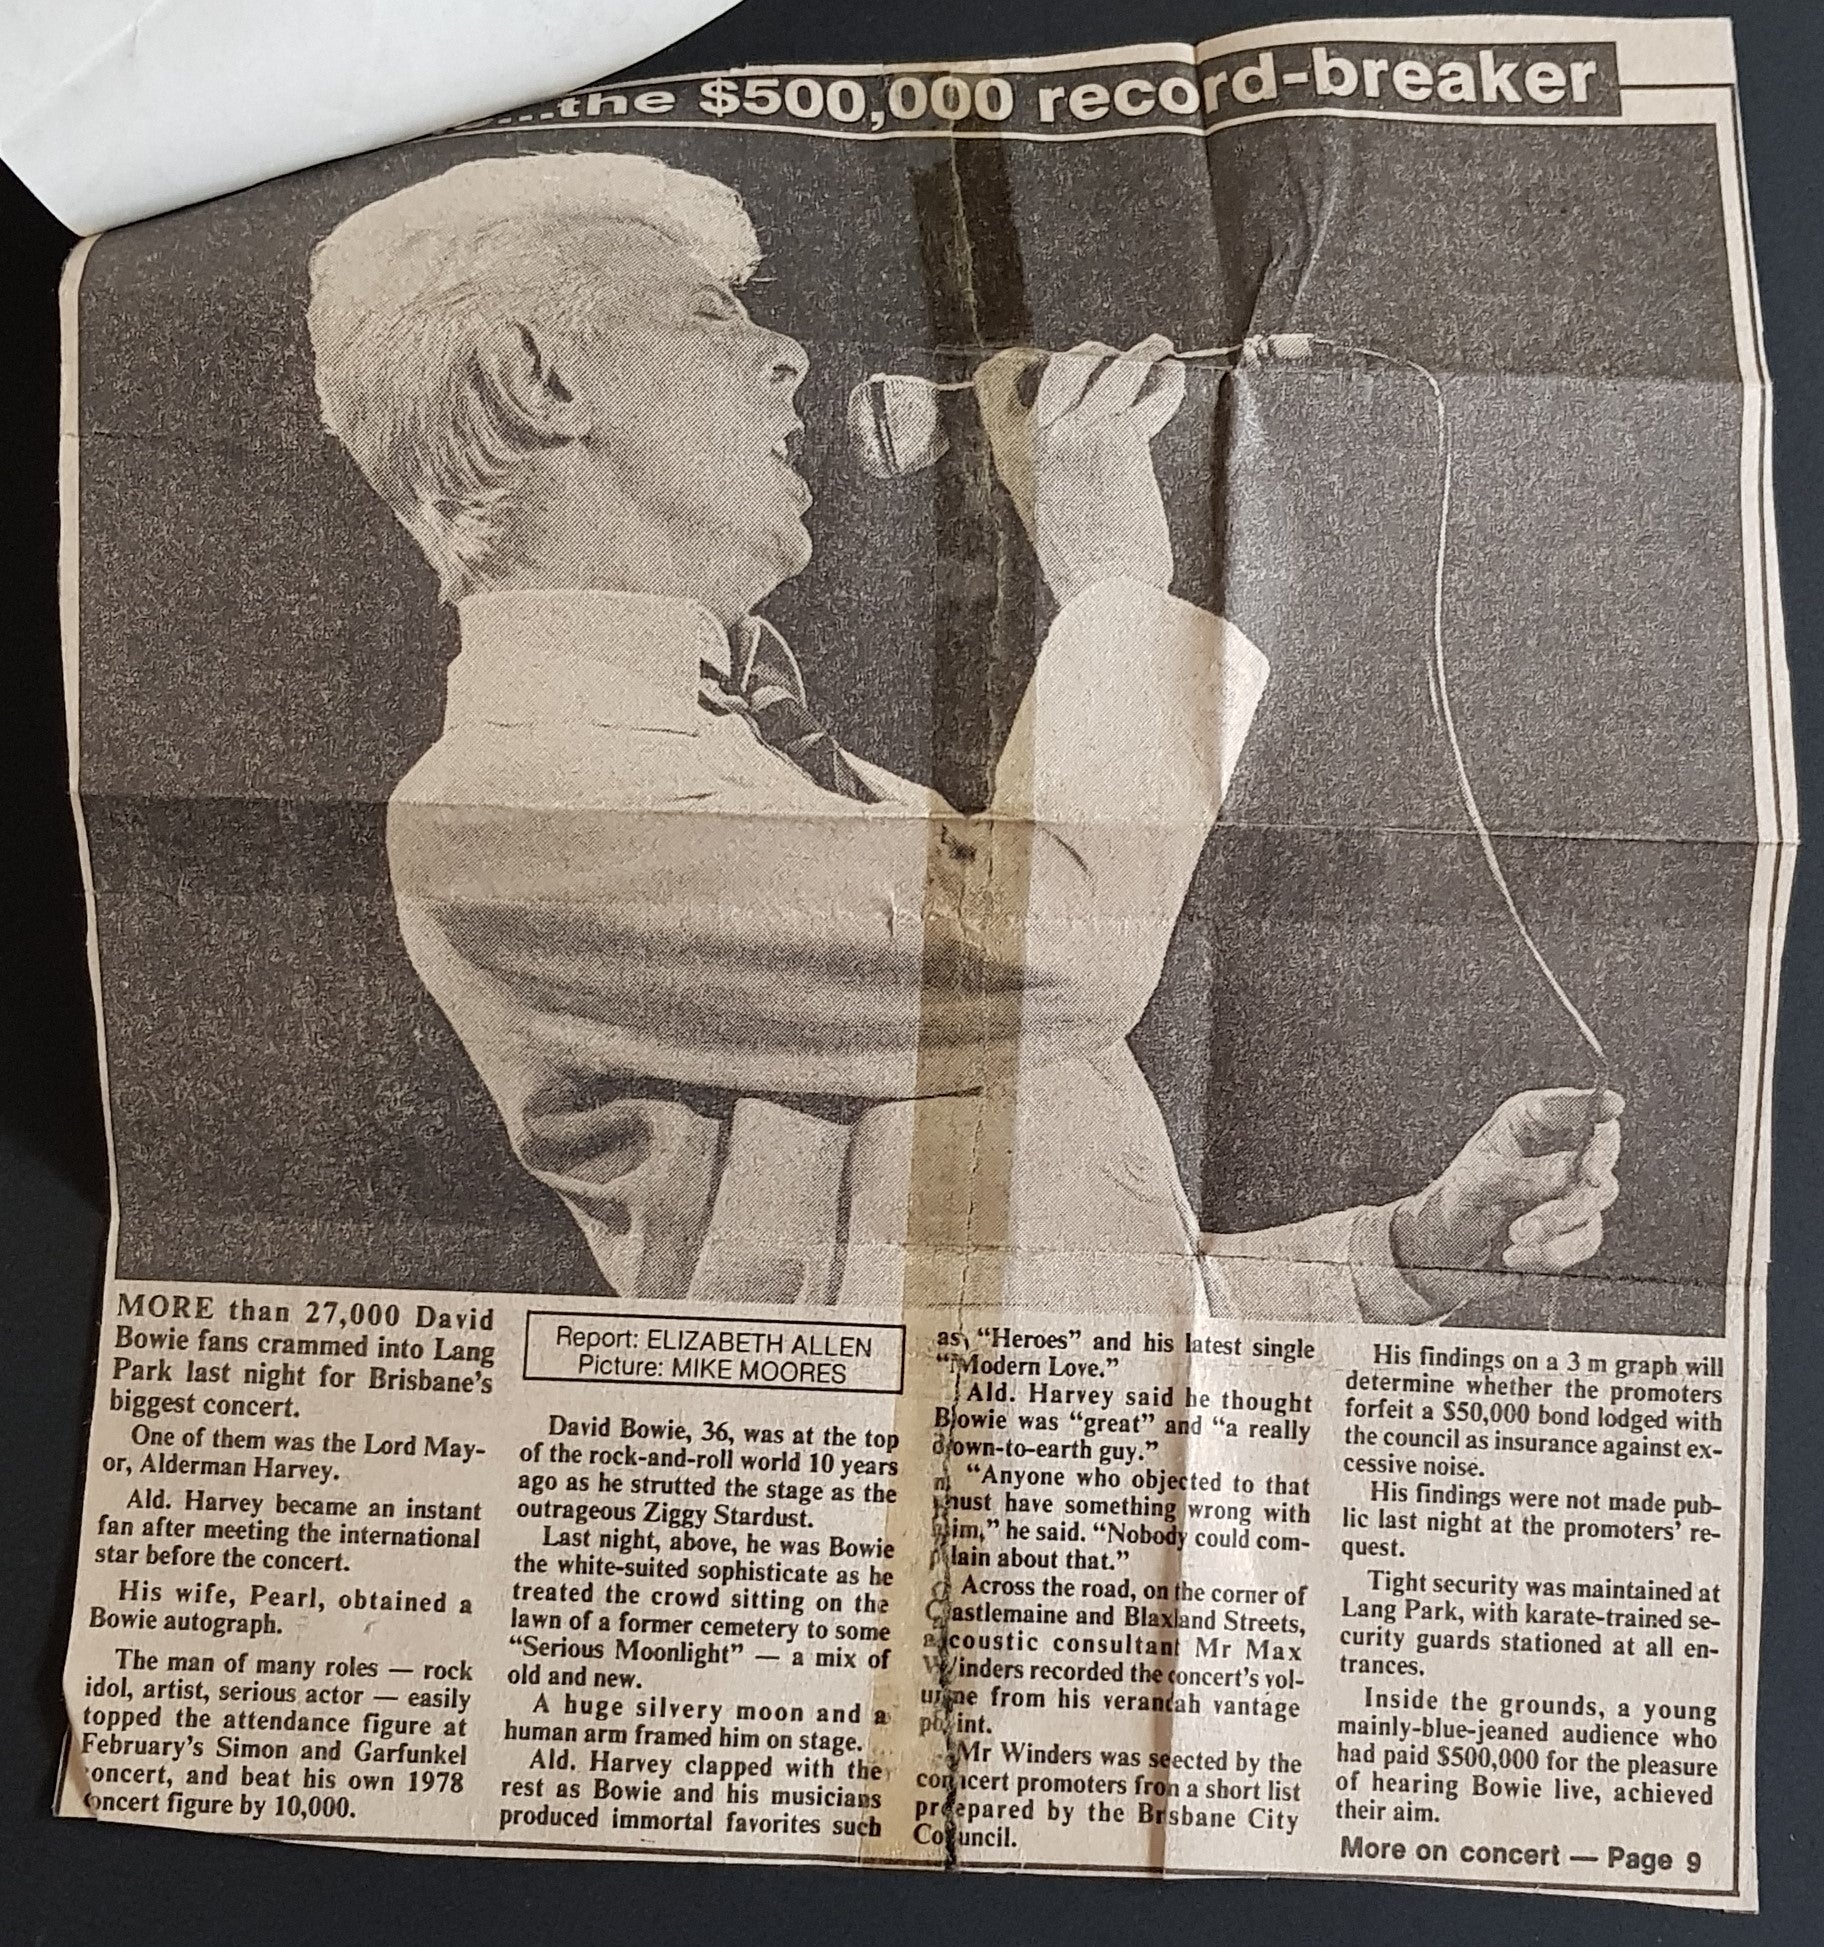 ...the $500,000 record-breaker
MORE than 27,000 David
Bowie fans crammed into Lang
Park last night for Brisbane's
biggest concert.
One of them was the Lord May-
or, Alderman Harvey.
Ald. Harvey became an instant
fan after meeting the international
star before the concert.
His wife, Pearl, obtained a
Bowie autograph.
The man of many roles — rock
idol, artist, serious actor — easily
topped the attendance figure at
February's Simon and Garfunkel
concert, and beat his own 1978
concert figure by 10,000.
Report: ELIZABETH ALLEN
Picture: MIKE MOORES
David Bowie, 36, was at the top
of the rock-and-roll world 10 years
ago as he strutted the stage as the
outrageous Ziggy Stardust.
Last night, above, he was Bowie
the white-suited sophisticate as he
treated the crowd sitting on the
lawn of a former cemetery to some
"Serious Moonlight" — a mix of
old and new.
A huge silvery moon and a
human arm framed him on stage.
Ald. Harvey clapped with the
rest as Bowie and his musicians
produced immortal favorites such
as "Heroes" and his latest single
"Modern Love."
Ald. Harvey said he thought
Bowie was "great" and "a really
down-to-earth guy."
"Anyone who objected to that
must have something wrong with
him," he said. "Nobody could com-
plain about that."
Across the road, on the corner of
Castlemaine and Blaxland Streets,
acoustic consultant Mr Max
Winders recorded the concert's vol-
ume from his verandah vantage
point.
Mr Winders was selected by the
concert promoters from a short list
prepared by the Brisbane City
Council.
His findings on a 3 m graph will
determine whether the promoters
forfeit a $50,000 bond lodged with
the council as insurance against ex-
cessive noise.
His findings were not made pub-
lic last night at the promoters' re-
quest.
Tight security was maintained at
Lang Park, with karate-trained se-
curity guards stationed at all en-
trances.
Inside the grounds, a young
mainly-blue-jeaned audience who
had paid $500,000 for the pleasure
of hearing Bowie live, achieved
their aim.
More on concert — Page 9